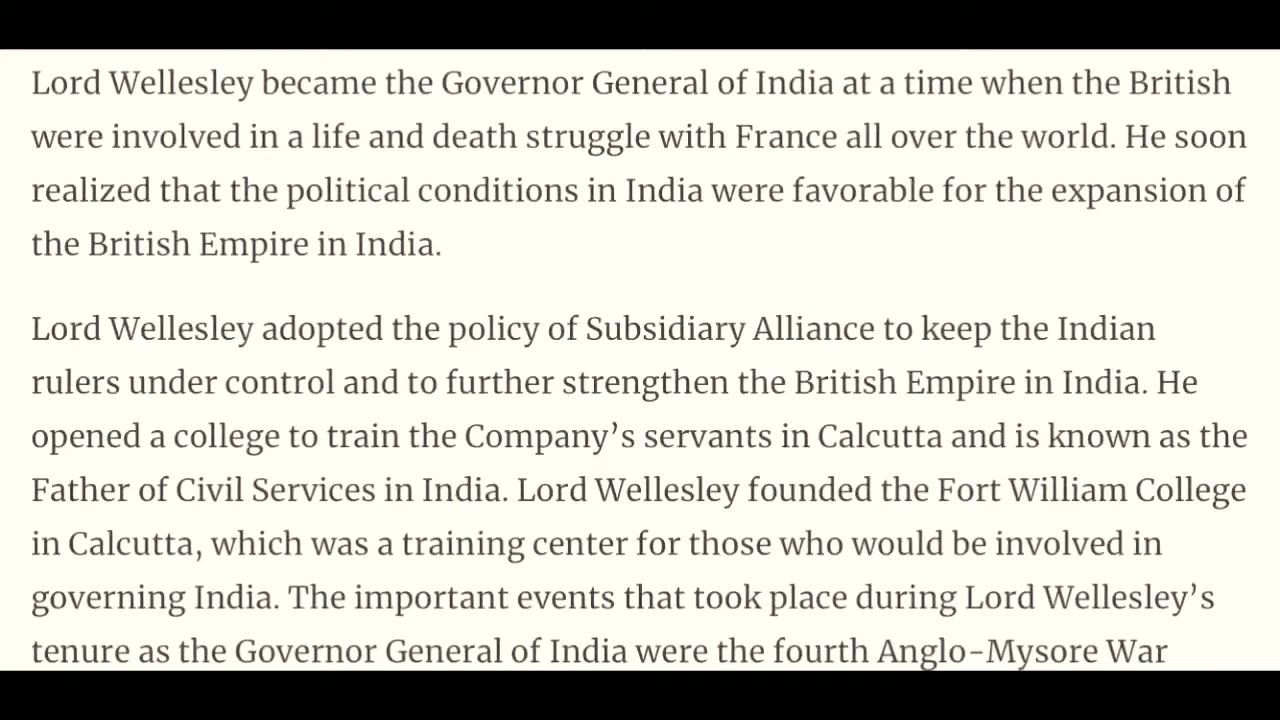 Lord Wellesley became the Governor General of India at a time when the British
were involved in a life and death struggle with France all over the world. He soon
realized that the political conditions in India were favorable for the expansion of
the British Empire in India.
Lord Wellesley adopted the policy of Subsidiary Alliance to keep the Indian
rulers under control and to further strengthen the British Empire in India. He
opened a college to train the Company’s servants in Calcutta and is known as the
Father of Civil Services in India. Lord Wellesley founded the Fort William College
in Calcutta, which was a training center for those who would be involved in
governing India. The important events that took place during Lord Wellesley’s
tenure as the Governor General of India were the fourth Anglo-Mysore War